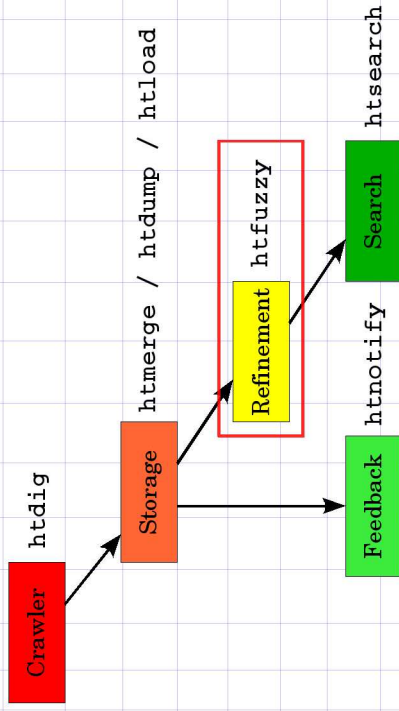 Crawler
htdig
Storage
htmerge / htdump / htload
Refinement
htfuzzy
Feedback
htnotify
Search
htsearch